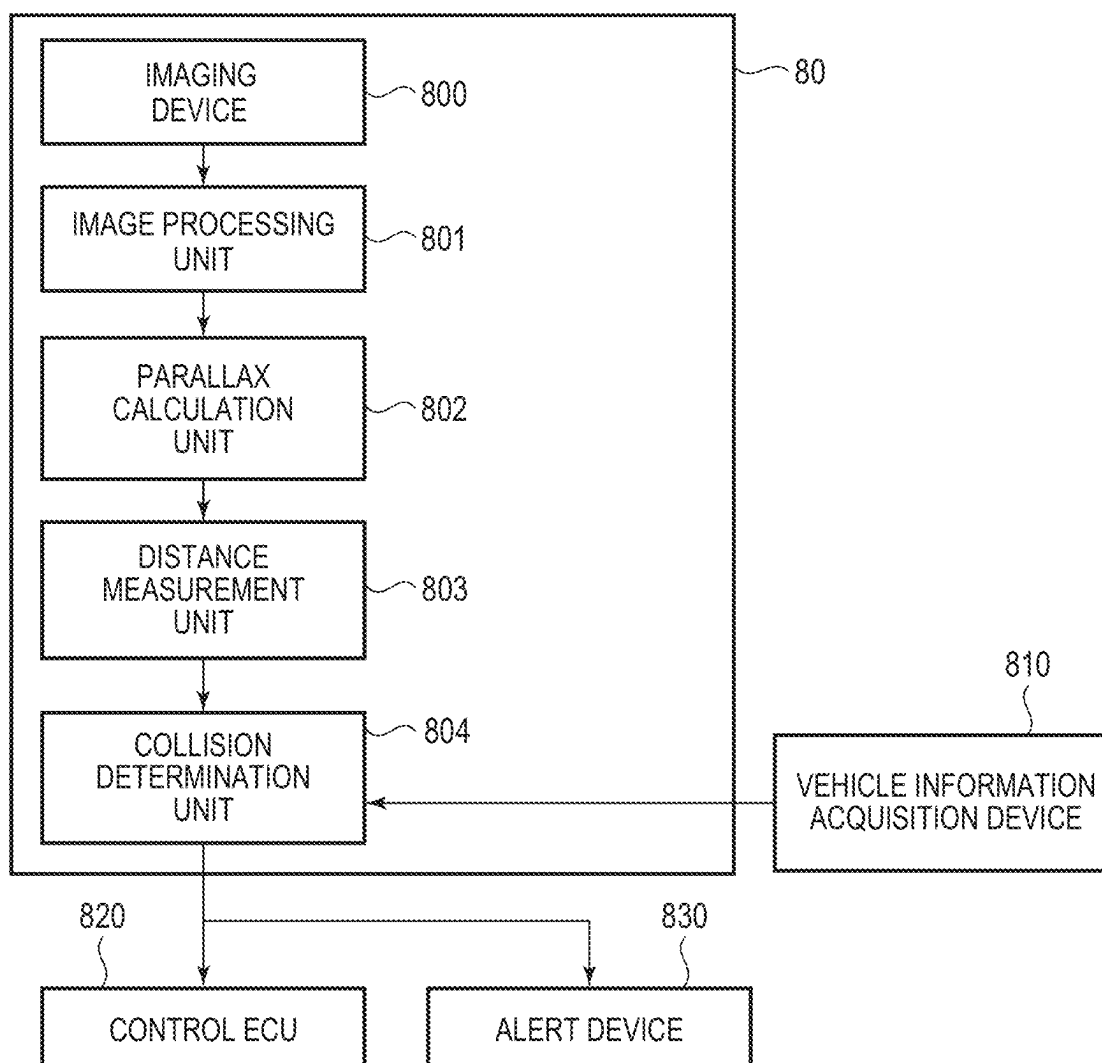 80
IMAGING
DEVICE
800
IMAGE PROCESSING
UNIT
801
PARALLAX
CALCULATION
UNIT
802
DISTANCE
MEASUREMENT
UNIT
803
COLLISION
DETERMINATION
UNIT
804
810
VEHICLE INFORMATION
ACQUISITION DEVICE
820
CONTROL ECU
830
ALERT DEVICE